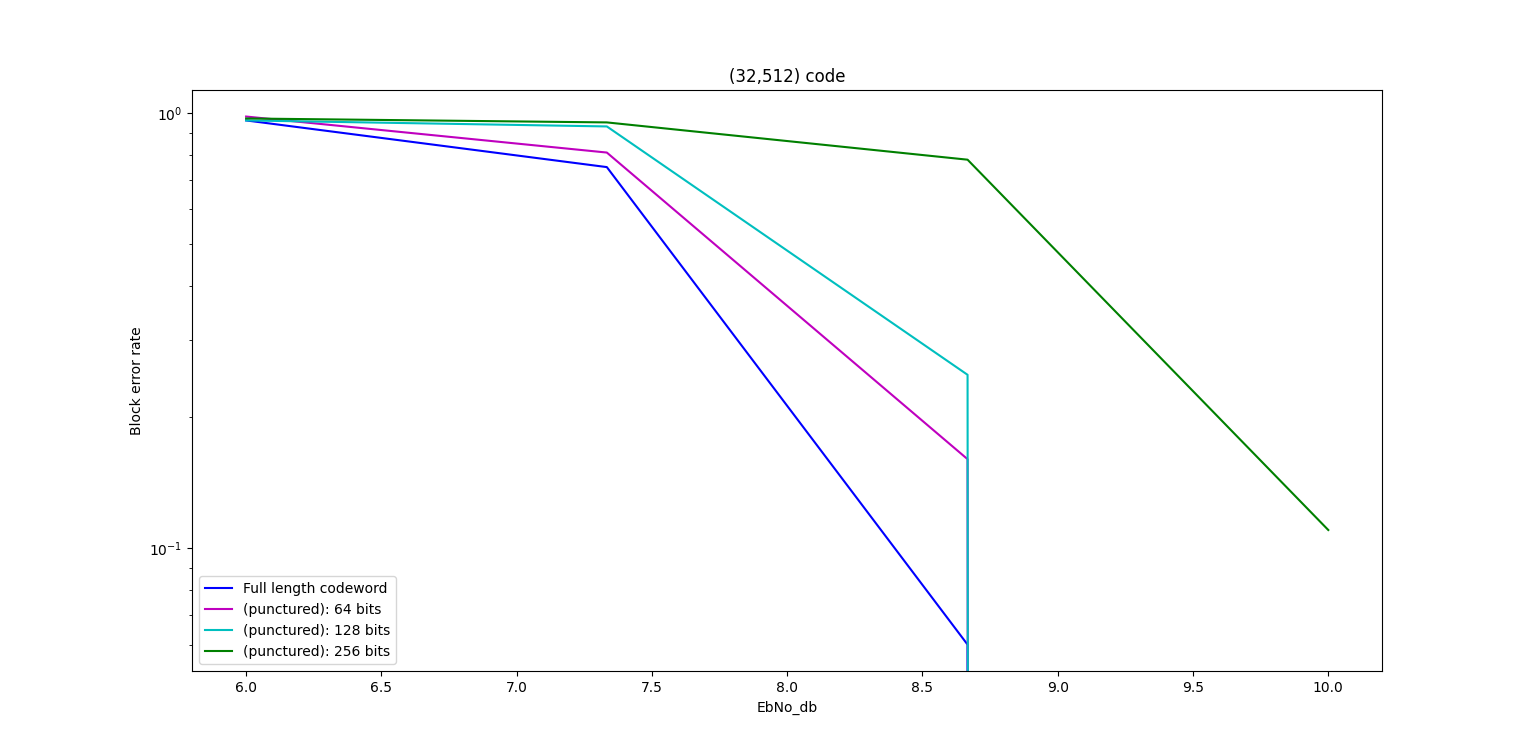 (32,512) code
10⁰
10⁻¹
Block error rate
Full length codeword
(punctured): 64 bits
(punctured): 128 bits
(punctured): 256 bits
6.0 6.5 7.0 7.5 8.0 8.5 9.0 9.5 10.0
EbNo_db